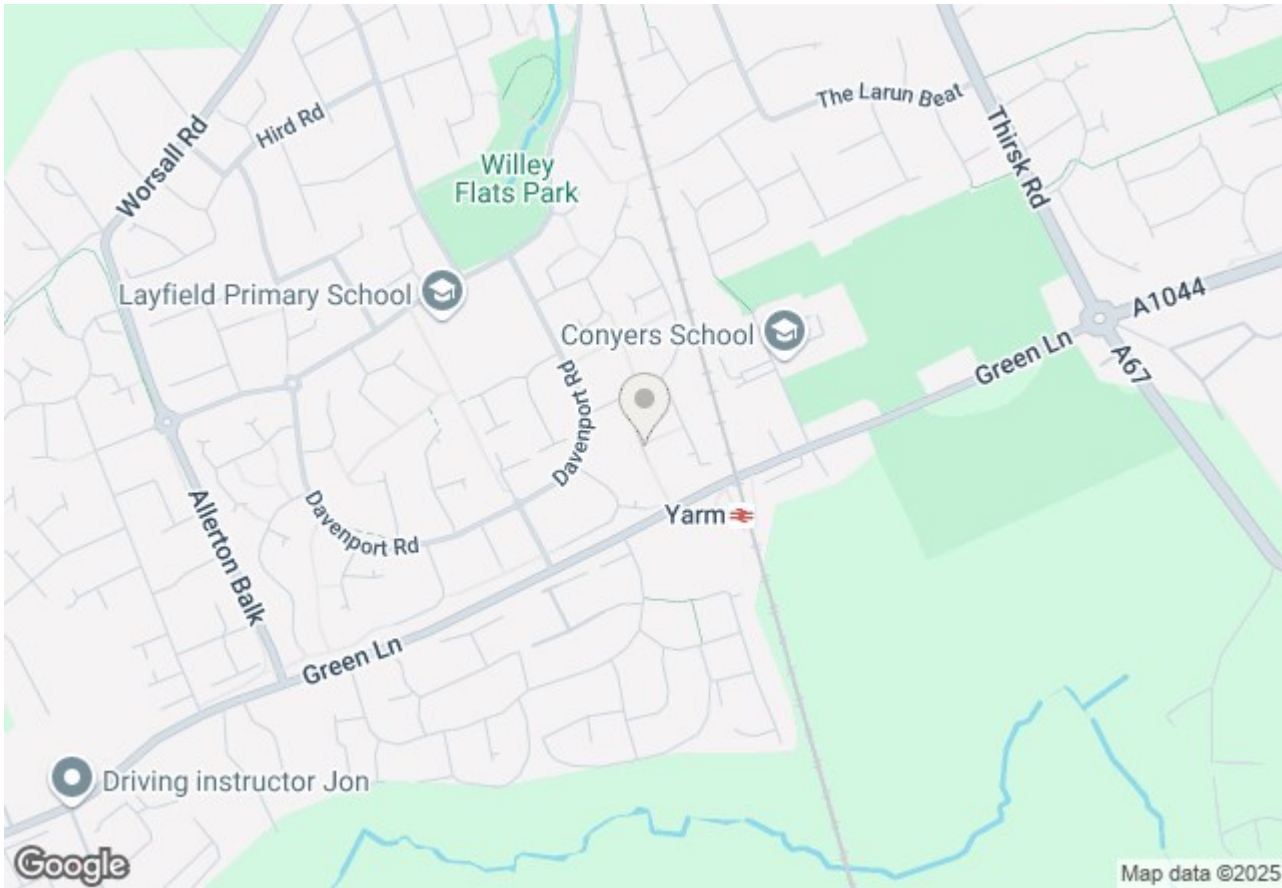 The Larun Beat
Hird Rd
Worsall Rd
Thirsk Rd
Willey
Flats Park
Layfield Primary School
A1044
Conyers School
Green Ln
A67
Davenport Rd
Allerton Balk
Davenport Rd
Yarm
Green Ln
Driving instructor Jon
Google
Map data ©2025